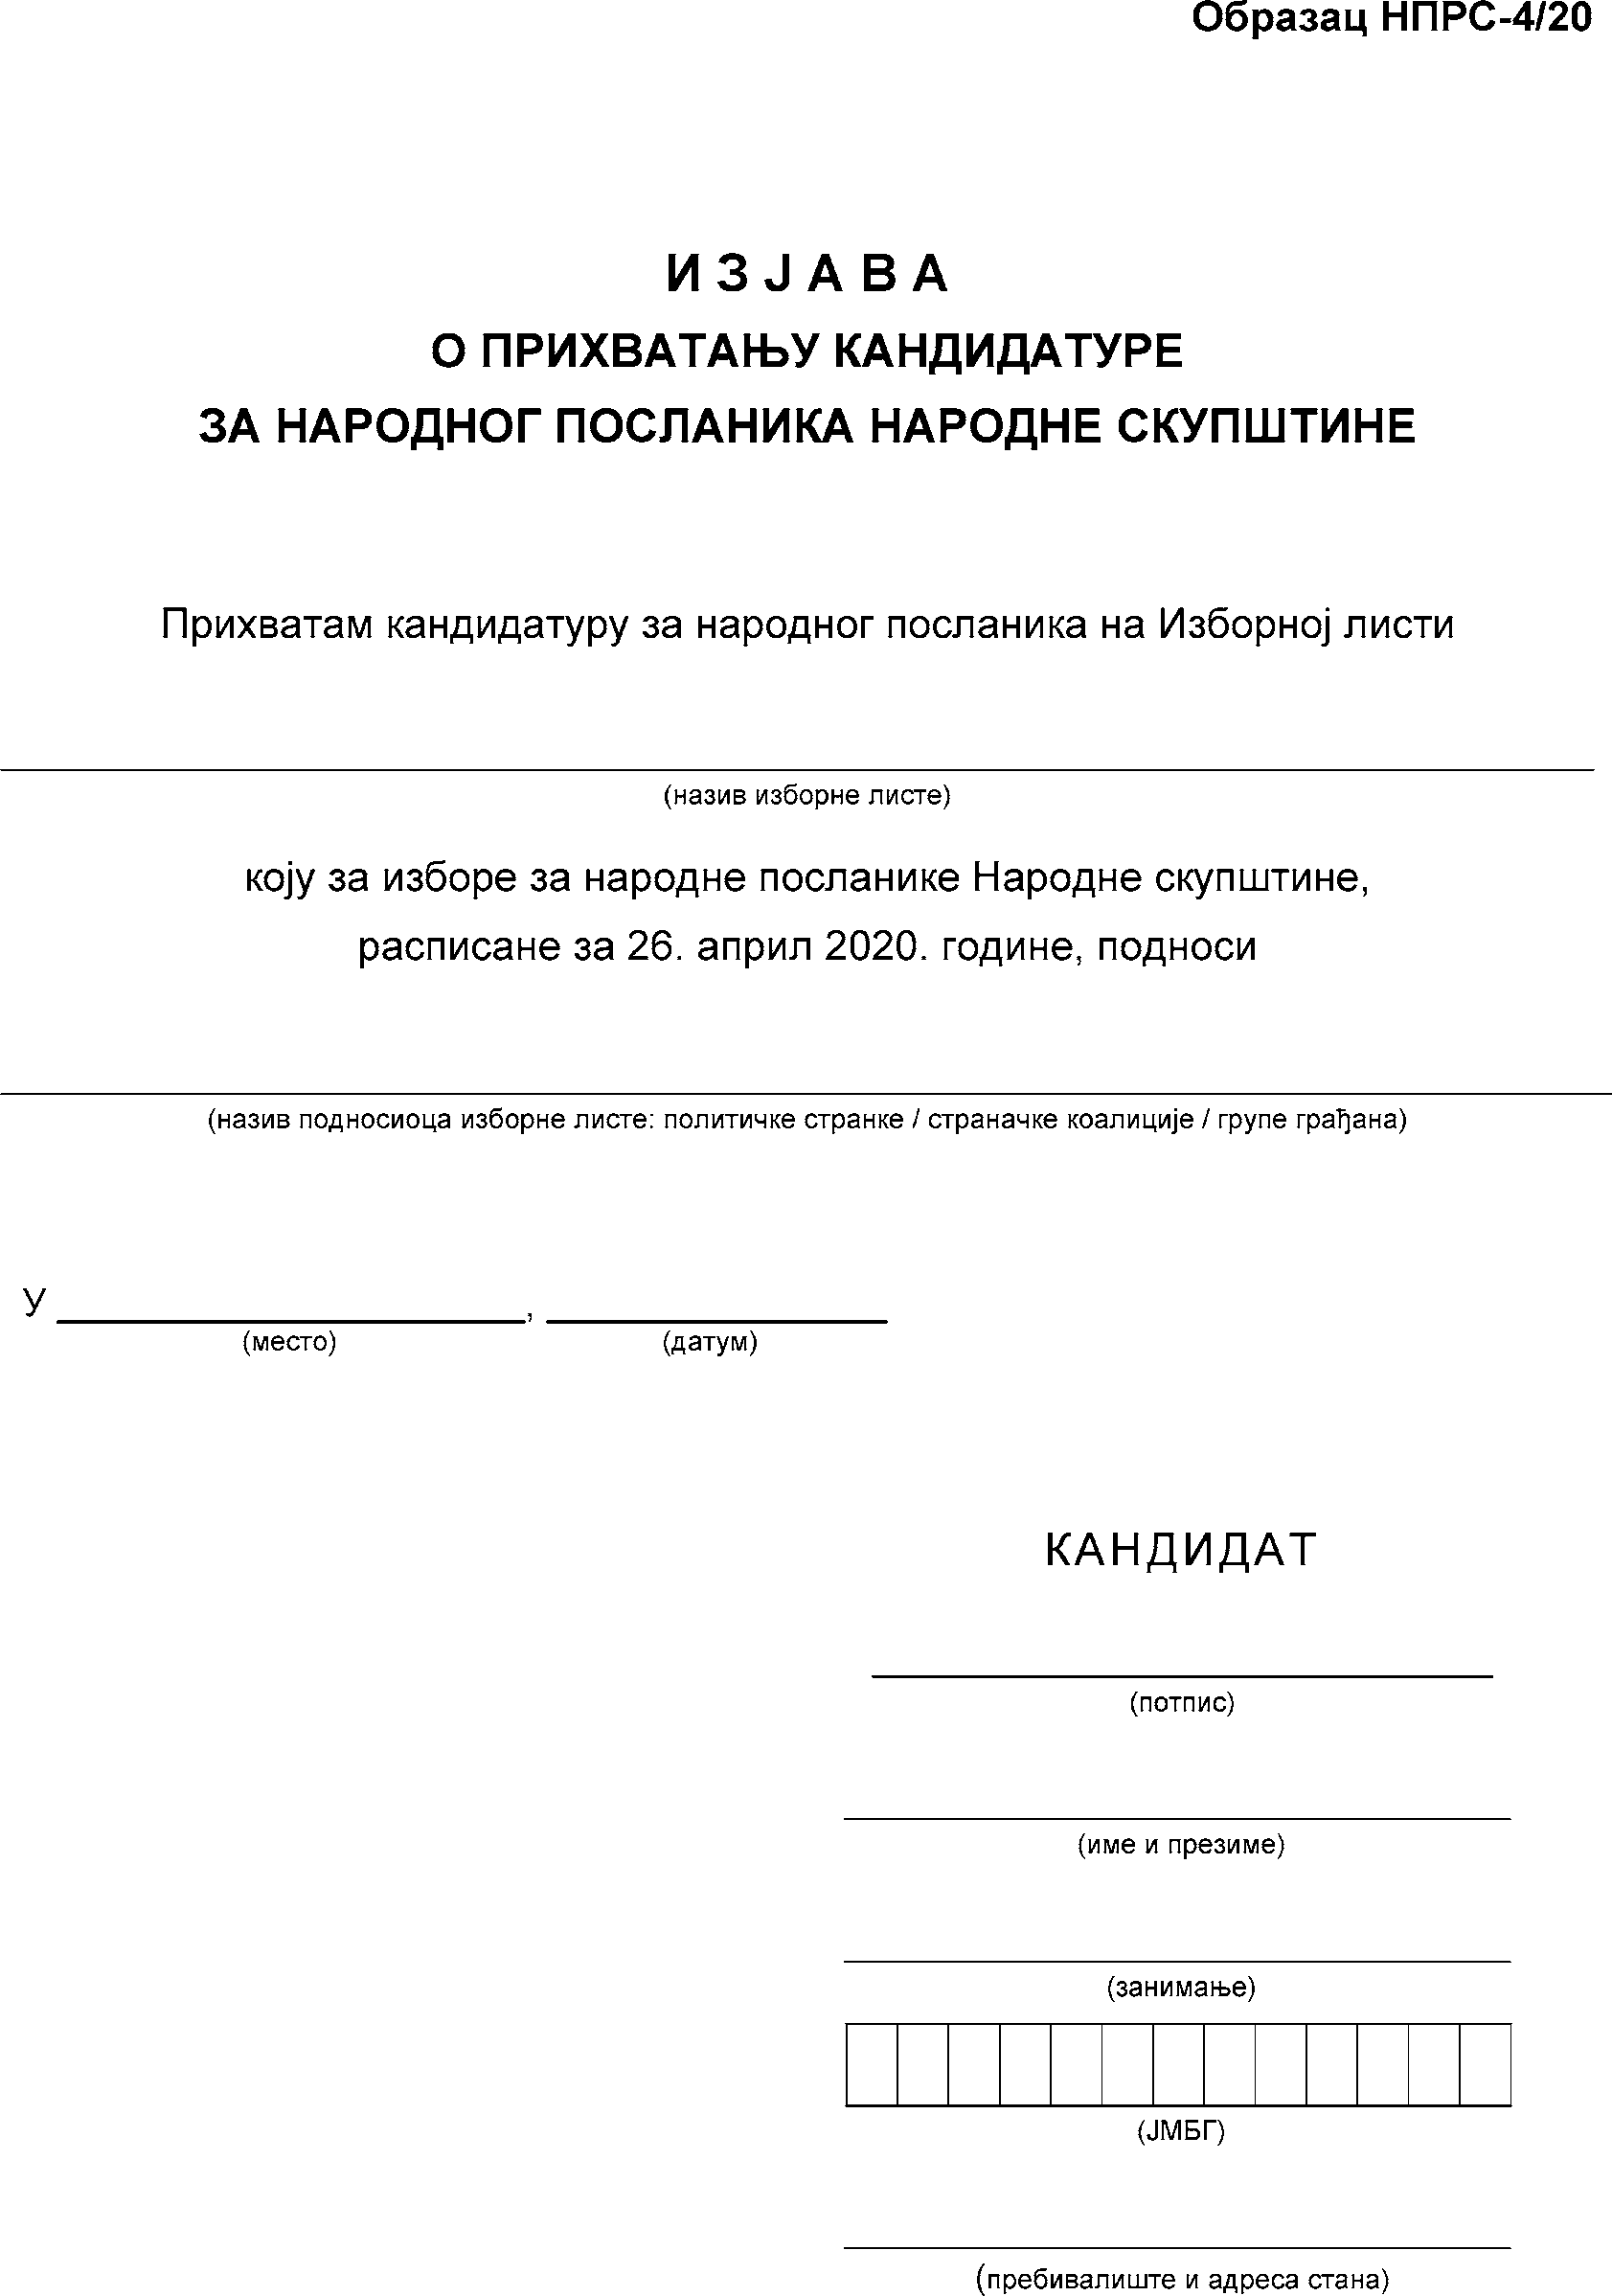 Образац НПРС-4/20
И З Ј А В А
О ПРИХВАТАЊУ КАНДИДАТУРЕ
ЗА НАРОДНОГ ПОСЛАНИКА НАРОДНЕ СКУПШТИНЕ
Прихватам кандидатуру за народног посланика на Изборној листи
(назив изборне листе)
коју за изборе за народне посланике Народне скупштине,
расписане за 26. април 2020. године, подноси
(назив подносиоца изборне листе: политичке странке / страначке коалиције / групе грађана)
У ____________________, ______________
(место) (датум)
КАНДИДАТ
(потпис)
(име и презиме)
(занимање)
(ЈМБГ)
(пребивалиште и адреса стана)